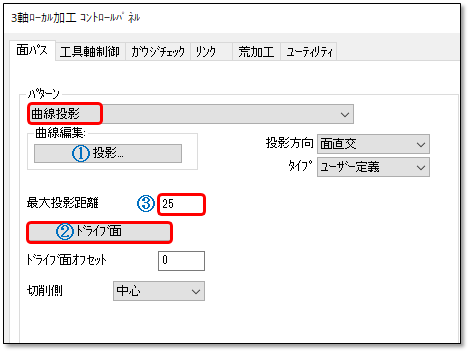 3軸ﾛｰｶﾙ加工 ｺﾝﾄﾛｰﾙﾊﾟﾈﾙ
面ﾊﾟｽ 工具軸制御 ｶﾞｳｼﾞﾁｪｯｸ ﾘﾝｸ 荒加工 ﾕｰﾃｨﾘﾃｨ
ﾊﾟﾀｰﾝ
曲線投影
曲線編集:
①投影...
投影方向 面直交
ﾀｲﾌﾟ ﾕｰｻﾞｰ定義
最大投影距離 ③ 25
②ﾄﾞﾗｲﾌﾞ面
ﾄﾞﾗｲﾌﾞ面ｵﾌｾｯﾄ 0
切削側 中心